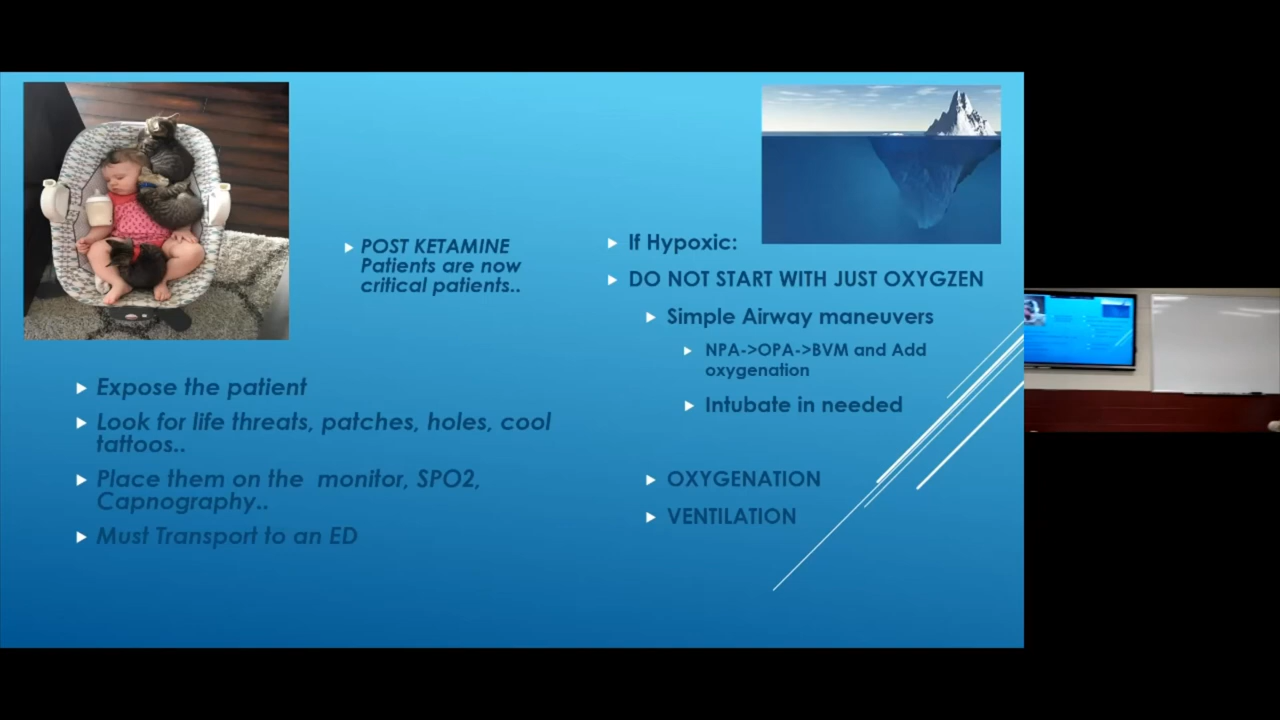 POST KETAMINE
Patients are now
critical patients..
Expose the patient
Look for life threats, patches, holes, cool
tattoos..
Place them on the monitor, SPO2,
Capnography..
Must Transport to an ED
If Hypoxic:
DO NOT START WITH JUST OXYGZEN
Simple Airway maneuvers
NPA->OPA->BVM and Add
oxygenation
Intubate in needed
OXYGENATION
VENTILATION